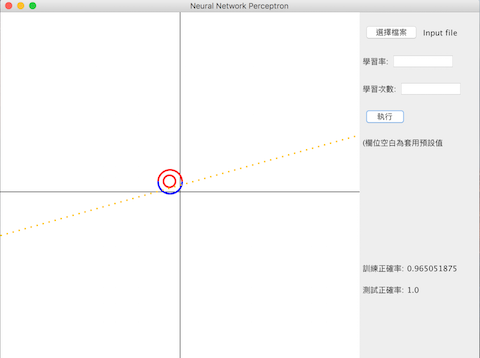 Neural Network Perceptron
選擇檔案 Input file
學習率:
學習次數:
執行
(欄位空白為套用預設值
訓練正確率: 0.965051875
測試正確率: 1.0